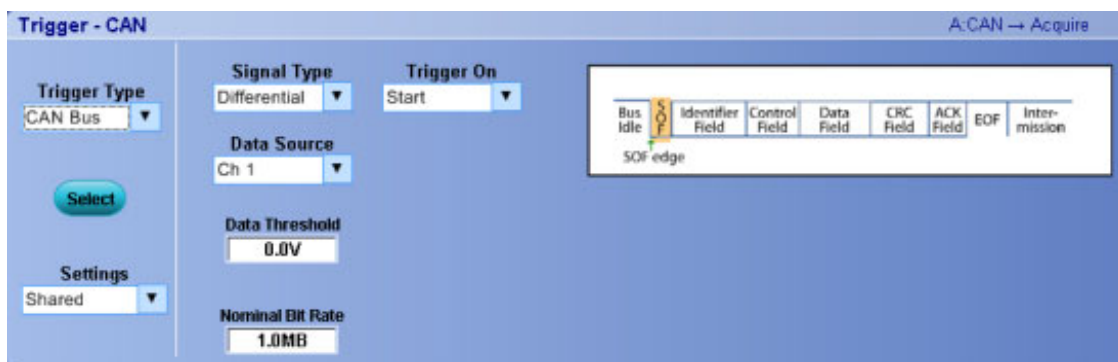 Trigger - CAN
A:CAN → Acquire
Trigger Type
CAN Bus
Select
Settings
Shared
Signal Type
Differential
Data Source
Ch 1
Data Threshold
0.0V
Nominal Bit Rate
1.0MB
Trigger On
Start
Bus Idle
SOF
Identifier Field
Control Field
Data Field
CRC Field
ACK Field
EOF
Inter-
mission
SOF edge